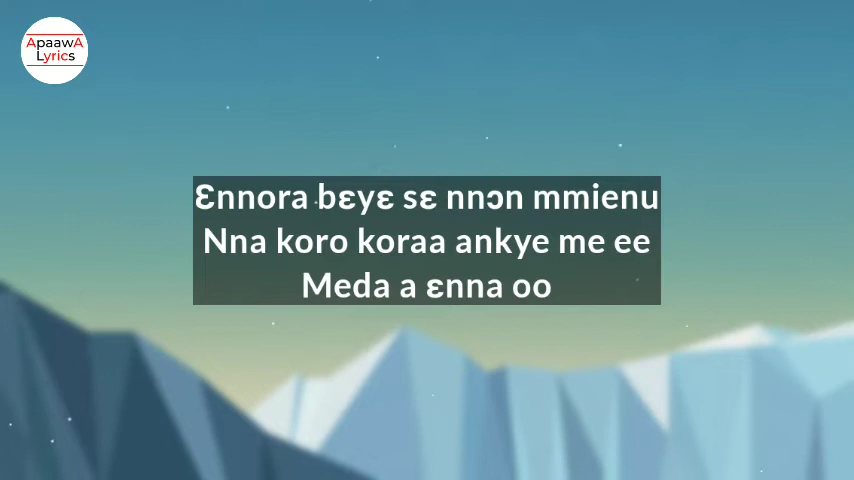 ApaawA
Lyrics
Ɛnnora bɛyɛ sɛ nnɔn mmienu
Nna koro koraa ankye me ee
Meda a ɛnna oo